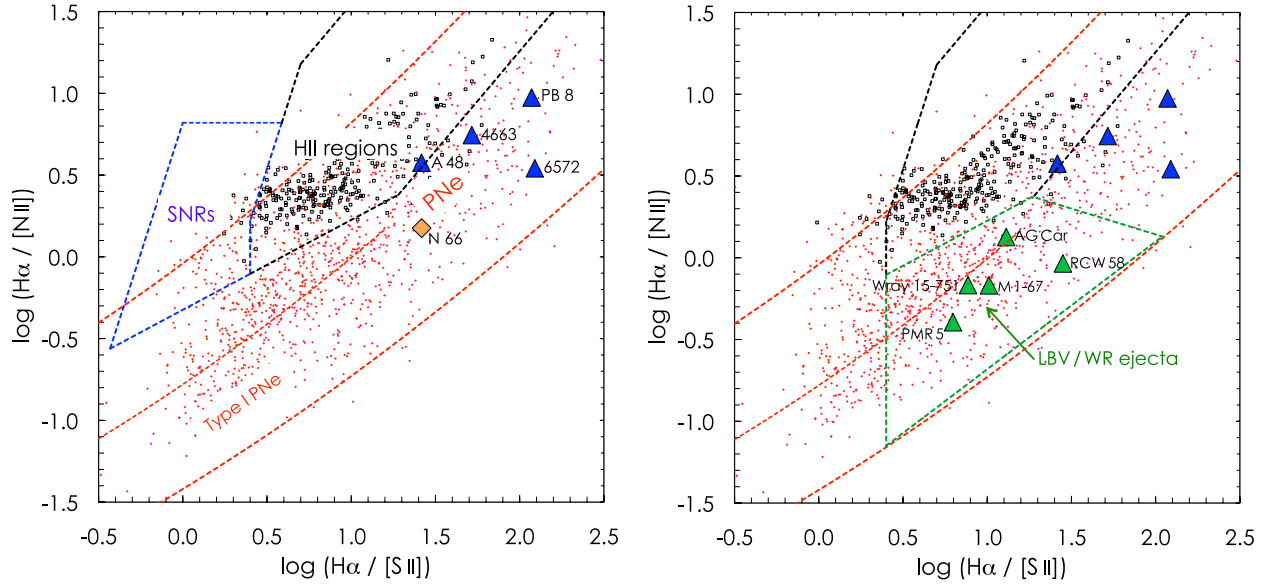 1.5
1.0
0.5
0.0
-0.5
-1.0
-1.5
log (Hα / [N II])
PB 8
4663
HII regions
A 48
6572
SNRs
PNe
N 66
Type I PNe
-0.5 0.0 0.5 1.0 1.5 2.0 2.5
log (Hα / [S II])
1.5
1.0
0.5
0.0
-0.5
-1.0
-1.5
log (Hα / [N II])
AG Car
RCW 58
Wray 15-751
M 1-67
PMR 5
LBV / WR ejecta
-0.5 0.0 0.5 1.0 1.5 2.0 2.5
log (Hα / [S II])